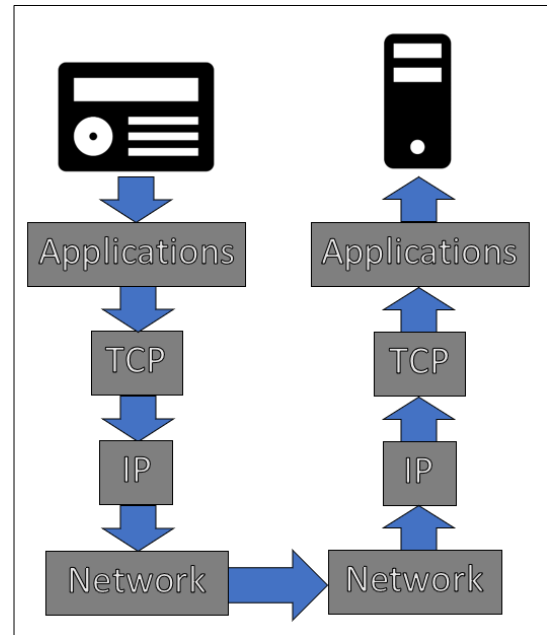 Applications
TCP
IP
Network
Applications
TCP
IP
Network